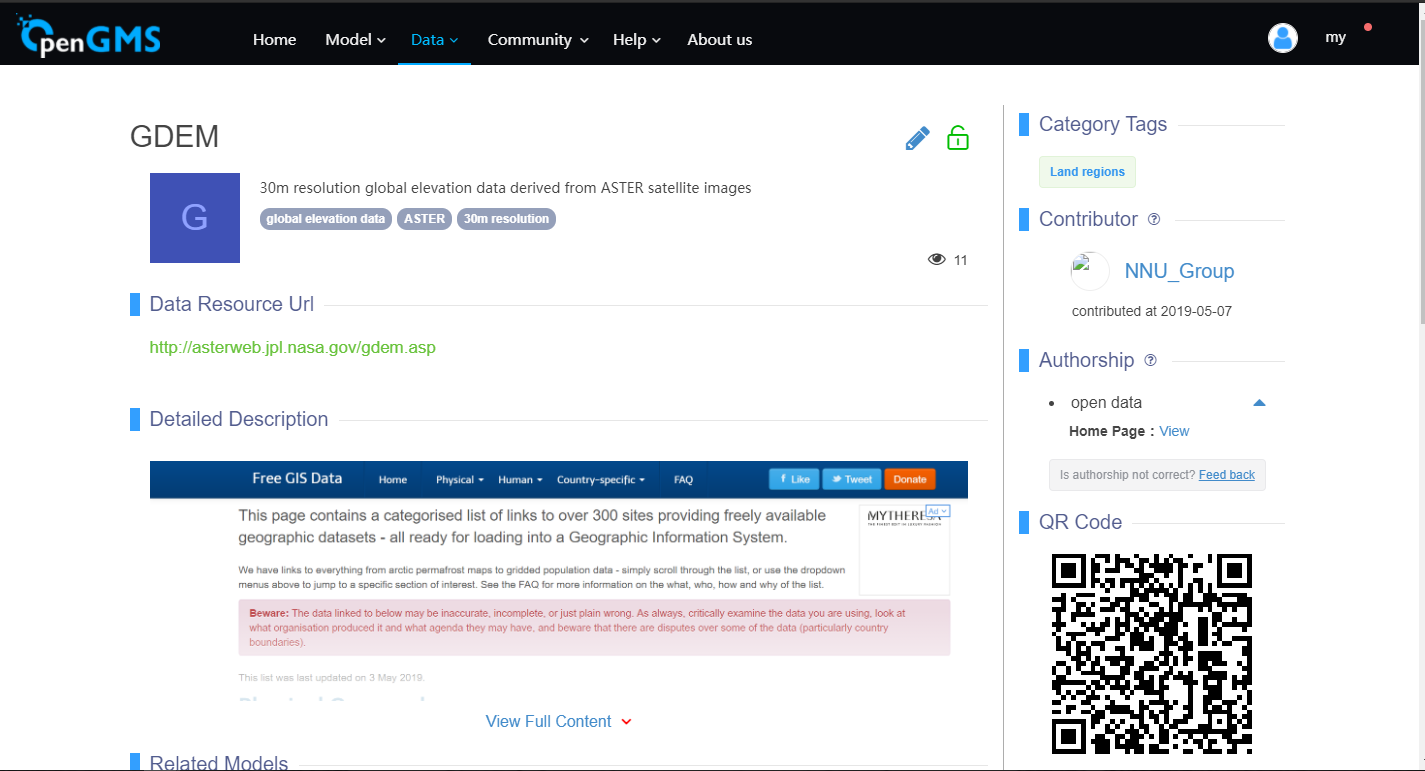 OpenGMS
Home Model Data Community Help About us my
GDEM
G
30m resolution global elevation data derived from ASTER satellite images
global elevation data ASTER 30m resolution
11
Data Resource Url
http://asterweb.jpl.nasa.gov/gdem.asp
Detailed Description
Free GIS Data Home Physical Human Country-specific FAQ Like Tweet Donate
This page contains a categorised list of links to over 300 sites providing freely available
geographic datasets - all ready for loading into a Geographic Information System.
MYTHERESA
Ad
We have links to everything from arctic permafrost maps to gridded population data - simply scroll through the list, or use the dropdown
menus above to jump to a specific section of interest. See the FAQ for more information on the what, who, how and why of the list.
Beware: The data linked to below may be inaccurate, incomplete, or just plain wrong. As always, critically examine the data you are using, look at
what organisation produced it and what agenda they may have, and beware that there are disputes over some of the data (particularly country
boundaries).
This list was last updated on 3 May 2019.
View Full Content
Related Models
Category Tags
Land regions
Contributor ?
NNU_Group
contributed at 2019-05-07
Authorship ?
• open data
Home Page : View
Is authorship not correct? Feed back
QR Code